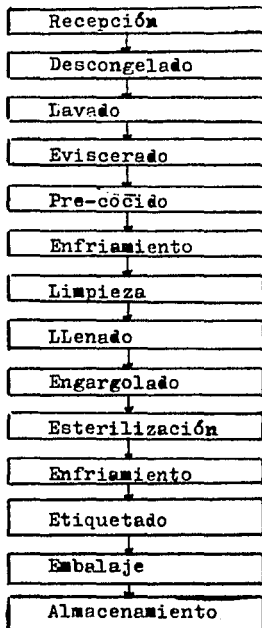 Recepción
Descongelado
Lavado
Eviscerado
Pre-cocido
Enfriamiento
Limpieza
LLenado
Engargolado
Esterilización
Enfriamiento
Etiquetado
Embalaje
Almacenamiento